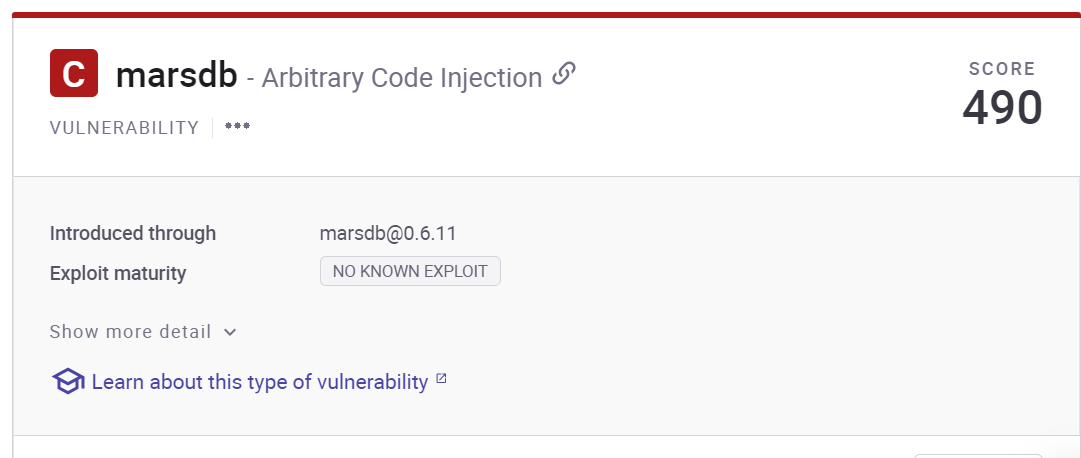 C marsdb - Arbitrary Code Injection
SCORE
490
VULNERABILITY
Introduced through marsdb@0.6.11
Exploit maturity NO KNOWN EXPLOIT
Show more detail
Learn about this type of vulnerability